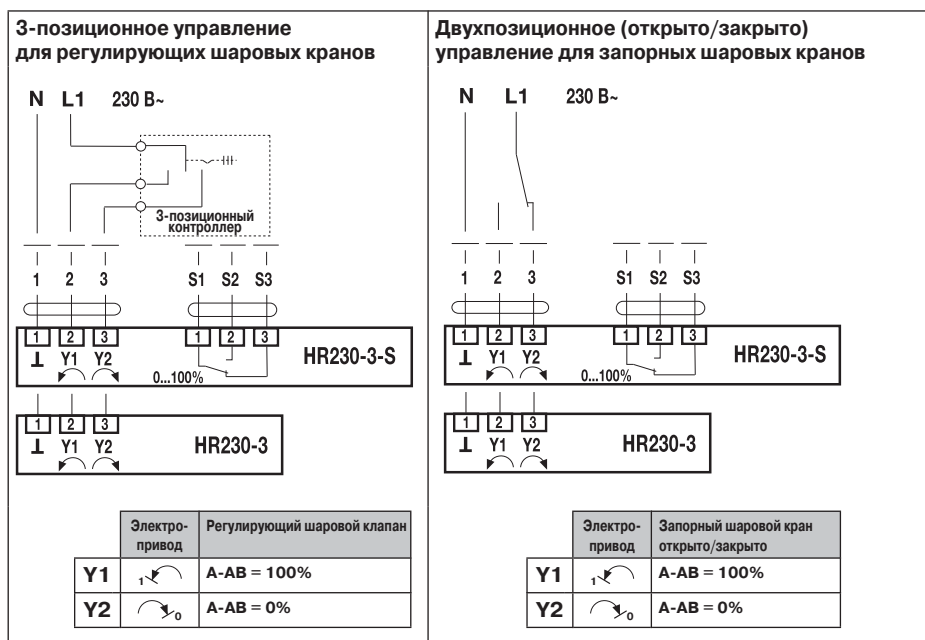 3-позиционное управление
для регулирующих шаровых кранов
N L1 230 В~
3-позиционный
контроллер
1 2 3 S1 S2 S3
1 2 3 1 2 3
⊥ Y1 Y2
0...100%
HR230-3-S
1 2 3
⊥ Y1 Y2
HR230-3
Электро-
привод
Регулирующий шаровой клапан
Y1 1 A-AB = 100%
Y2 0 A-AB = 0%
Двухпозиционное (открыто/закрыто)
управление для запорных шаровых кранов
N L1 230 В~
1 2 3 S1 S2 S3
1 2 3 1 2 3
⊥ Y1 Y2
0...100%
HR230-3-S
1 2 3
⊥ Y1 Y2
HR230-3
Электро-
привод
Запорный шаровой кран
открыто/закрыто
Y1 1 A-AB = 100%
Y2 0 A-AB = 0%